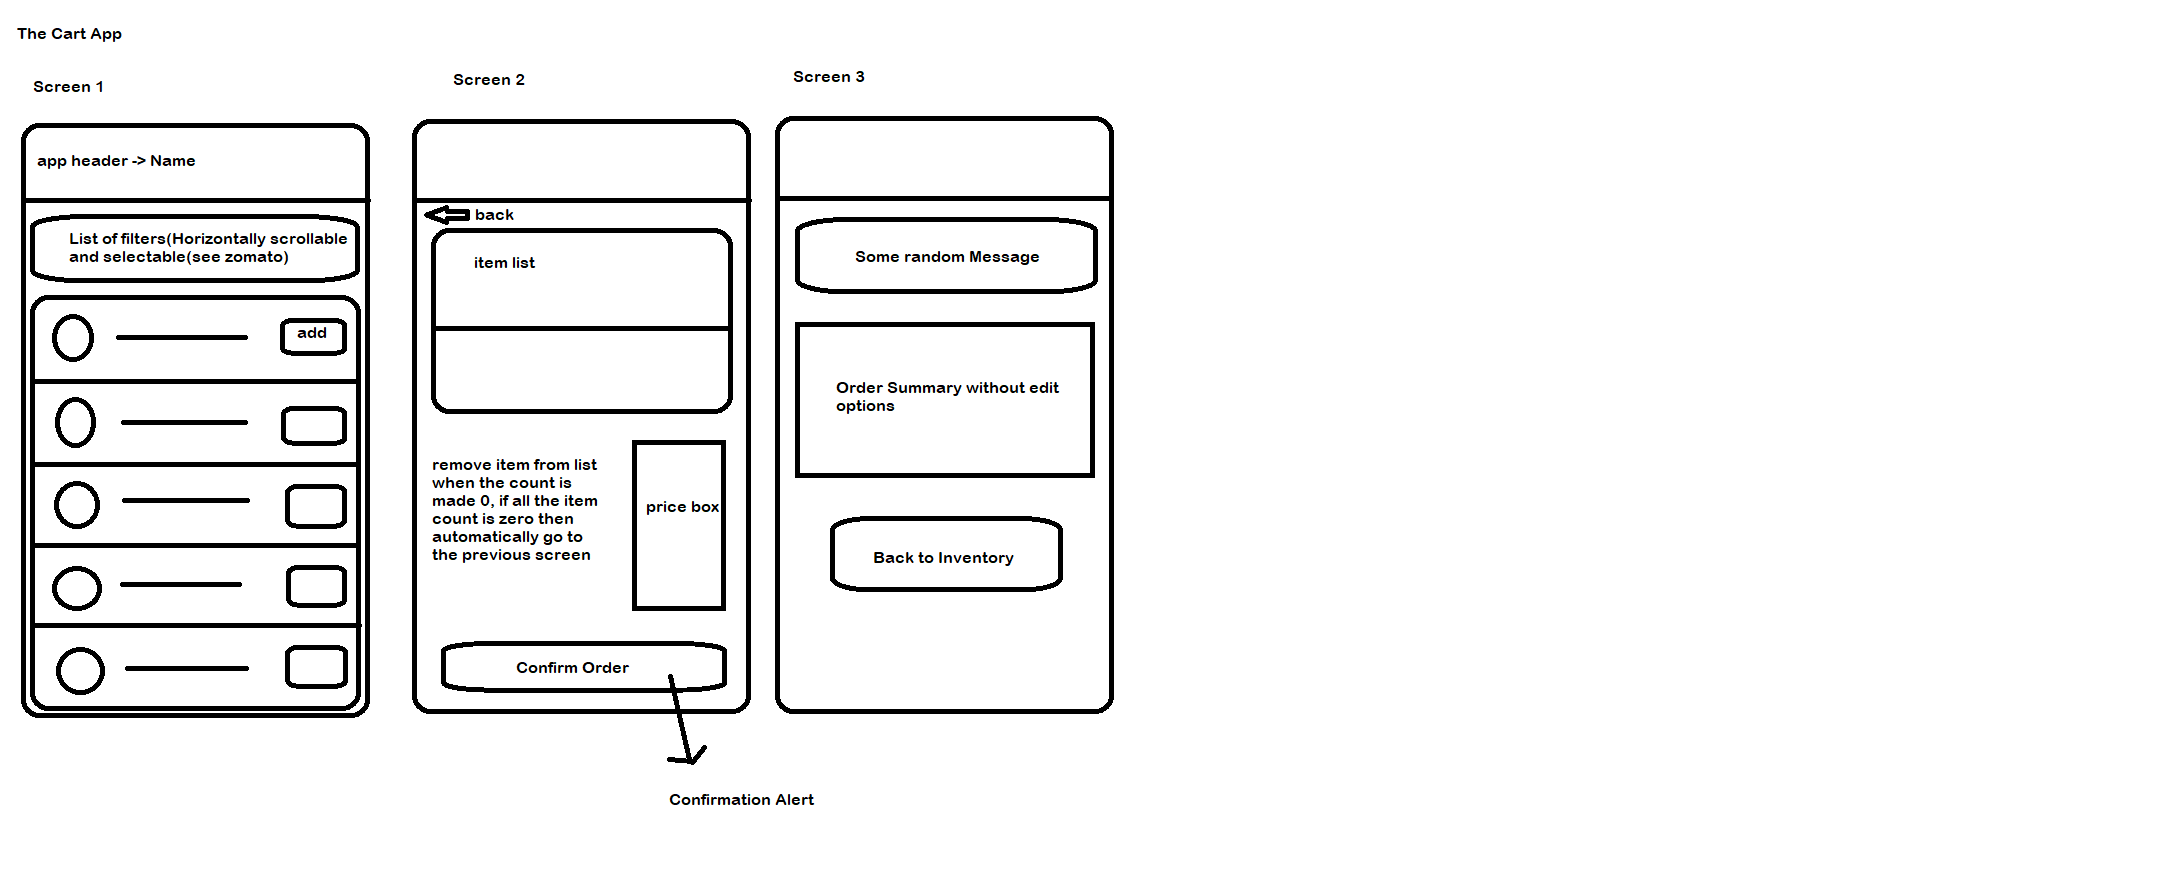 The Cart App
Screen 1
app header -> Name
List of filters(Horizontally scrollable
and selectable(see zomato)
add
Screen 2
back
item list
remove item from list
when the count is
made 0, if all the item
count is zero then
automatically go to
the previous screen
price box
Confirm Order
Confirmation Alert
Screen 3
Some random Message
Order Summary without edit
options
Back to Inventory